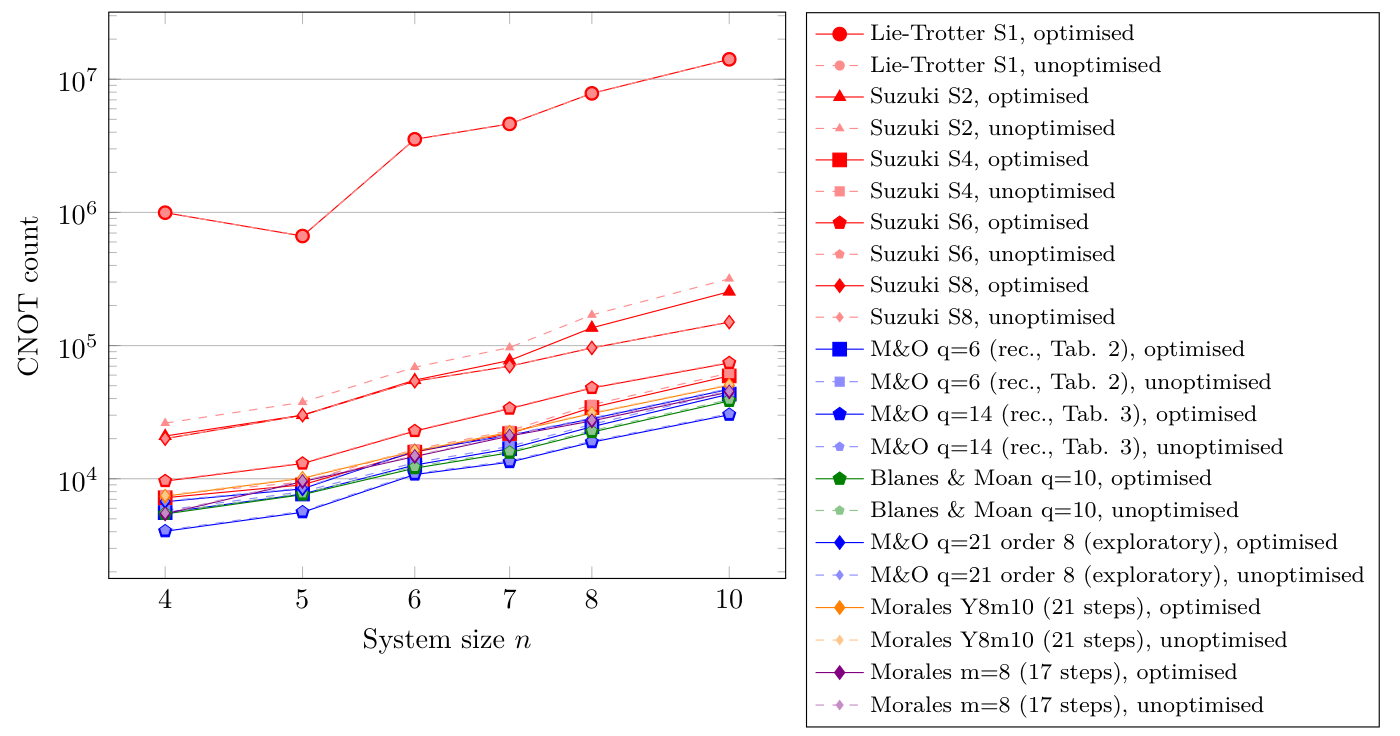 10^7
10^6
10^5
10^4
CNOT count
4 5 6 7 8 10
System size n
Lie-Trotter S1, optimised
Lie-Trotter S1, unoptimised
Suzuki S2, optimised
Suzuki S2, unoptimised
Suzuki S4, optimised
Suzuki S4, unoptimised
Suzuki S6, optimised
Suzuki S6, unoptimised
Suzuki S8, optimised
Suzuki S8, unoptimised
M&O q=6 (rec., Tab. 2), optimised
M&O q=6 (rec., Tab. 2), unoptimised
M&O q=14 (rec., Tab. 3), optimised
M&O q=14 (rec., Tab. 3), unoptimised
Blanes & Moan q=10, optimised
Blanes & Moan q=10, unoptimised
M&O q=21 order 8 (exploratory), optimised
M&O q=21 order 8 (exploratory), unoptimised
Morales Y8m10 (21 steps), optimised
Morales Y8m10 (21 steps), unoptimised
Morales m=8 (17 steps), optimised
Morales m=8 (17 steps), unoptimised